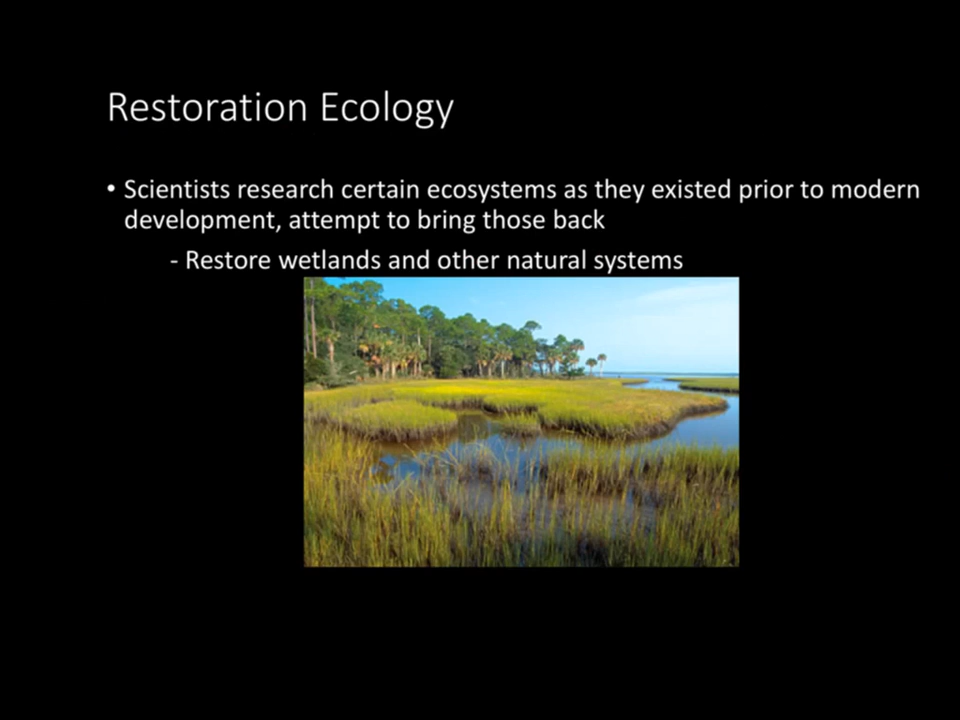 Restoration Ecology
• Scientists research certain ecosystems as they existed prior to modern
development, attempt to bring those back
- Restore wetlands and other natural systems